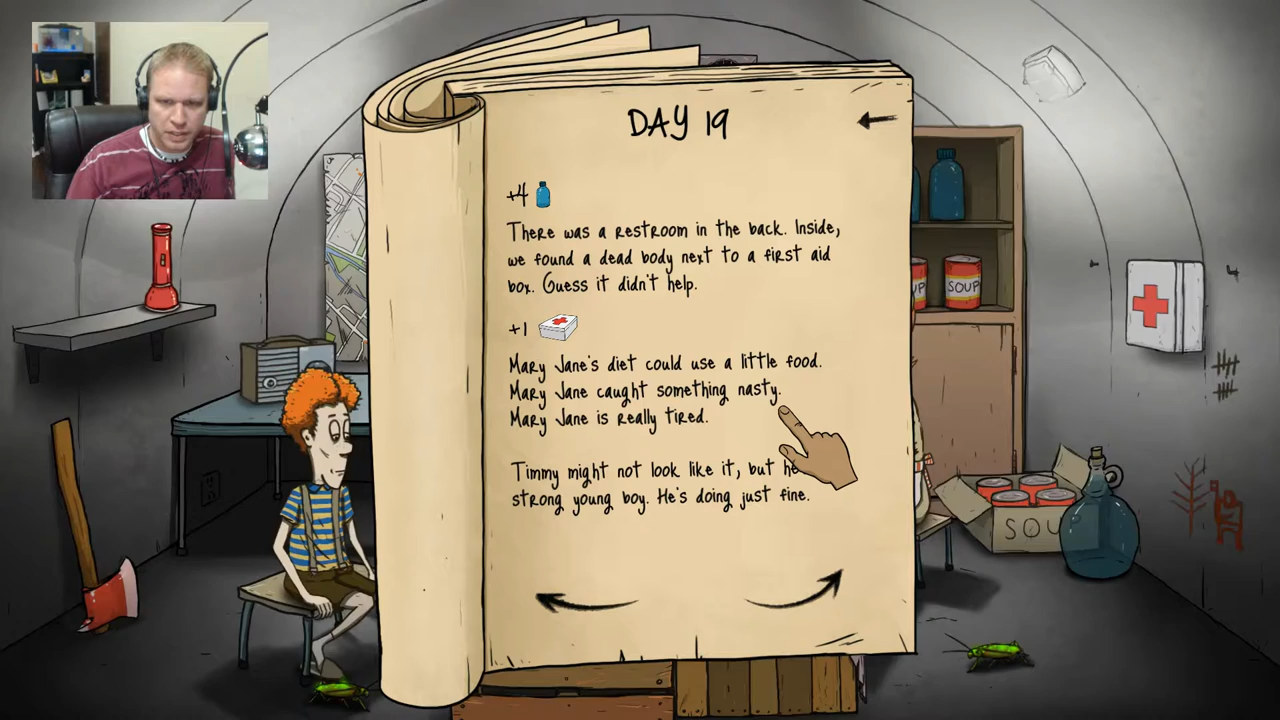 DAY 19
+4
There was a restroom in the back. Inside,
we found a dead body next to a first aid
box. Guess it didn't help.
+1
Mary Jane's diet could use a little food.
Mary Jane caught something nasty.
Mary Jane is really tired.
Timmy might not look like it, but he
strong young boy. He's doing just fine.
UP
SOUP
SOU